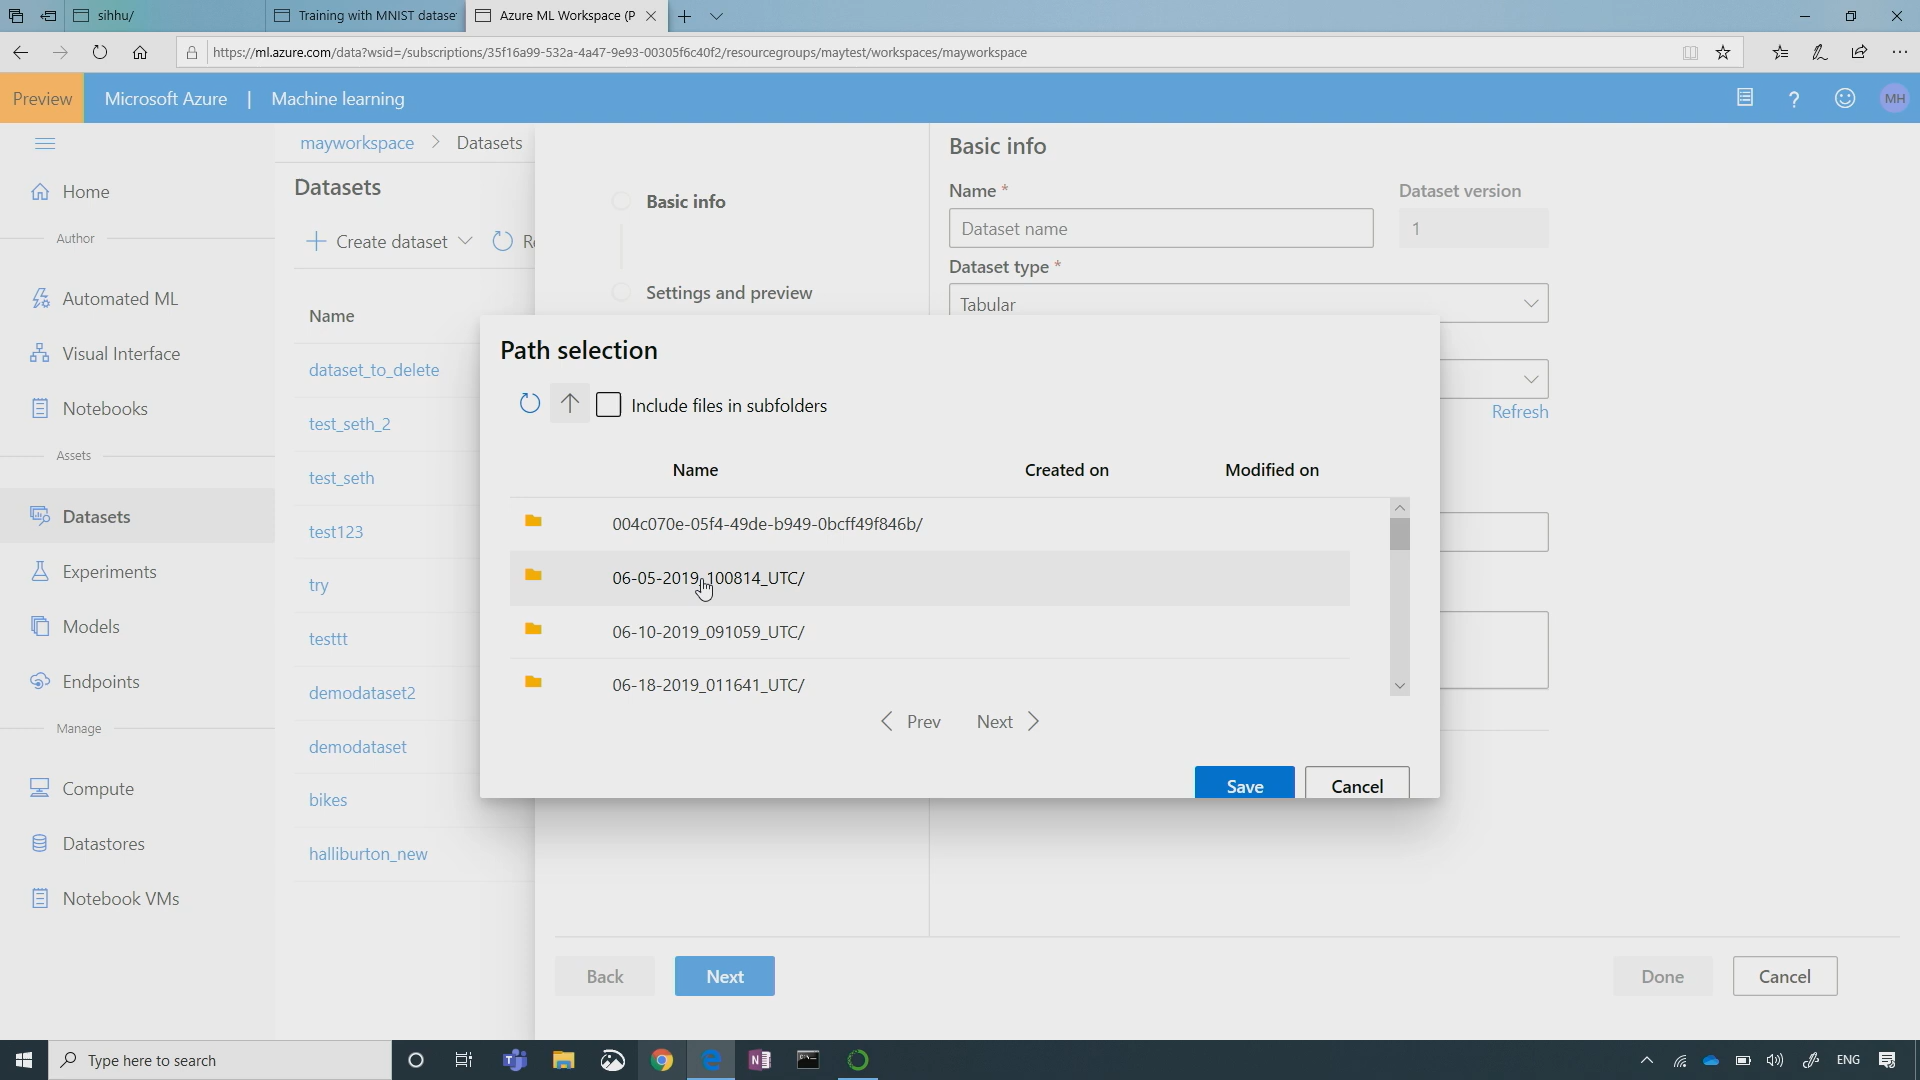 sihhu/
Training with MNIST datase
Azure ML Workspace (P
https://ml.azure.com/data?wsid=/subscriptions/35f16a99-532a-4a47-9e93-00305f6c40f2/resourcegroups/maytest/workspaces/mayworkspace
Preview
Microsoft Azure | Machine learning
?
MH
mayworkspace > Datasets
Home
Author
Automated ML
Visual Interface
Notebooks
Assets
Datasets
Experiments
Models
Endpoints
Manage
Compute
Datastores
Notebook VMs
Datasets
Create dataset
Re
Name
dataset_to_delete
test_seth_2
test_seth
test123
try
testtt
demodataset2
demodataset
bikes
halliburton_new
Basic info
Settings and preview
Basic info
Name *
Dataset version
Dataset name
1
Dataset type *
Tabular
Refresh
Path selection
Include files in subfolders
Name
Created on
Modified on
004c070e-05f4-49de-b949-0bcff49f846b/
06-05-2019_100814_UTC/
06-10-2019_091059_UTC/
06-18-2019_011641_UTC/
Prev
Next
Save
Cancel
Back
Next
Done
Cancel
Type here to search
ENG